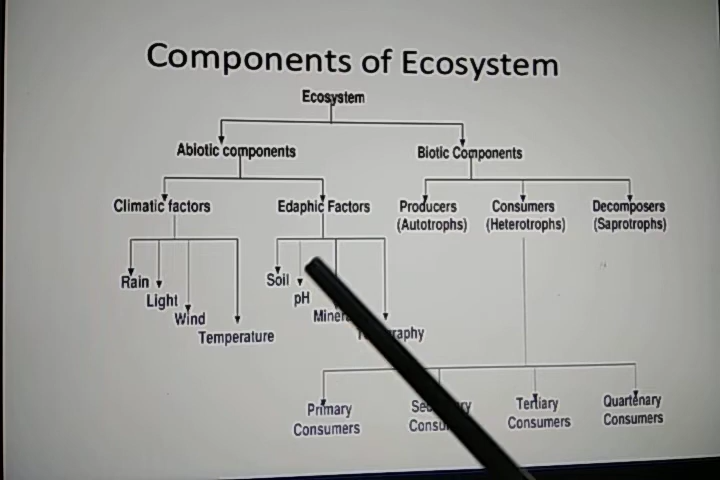 Components of Ecosystem
Ecosystem
Abiotic components
Biotic Components
Climatic factors
Edaphic Factors
Producers
(Autotrophs)
Consumers
(Heterotrophs)
Decomposers
(Saprotrophs)
Rain
Light
Wind
Temperature
Soil
pH
Primary
Consumers
Tertiary
Consumers
Quartenary
Consumers